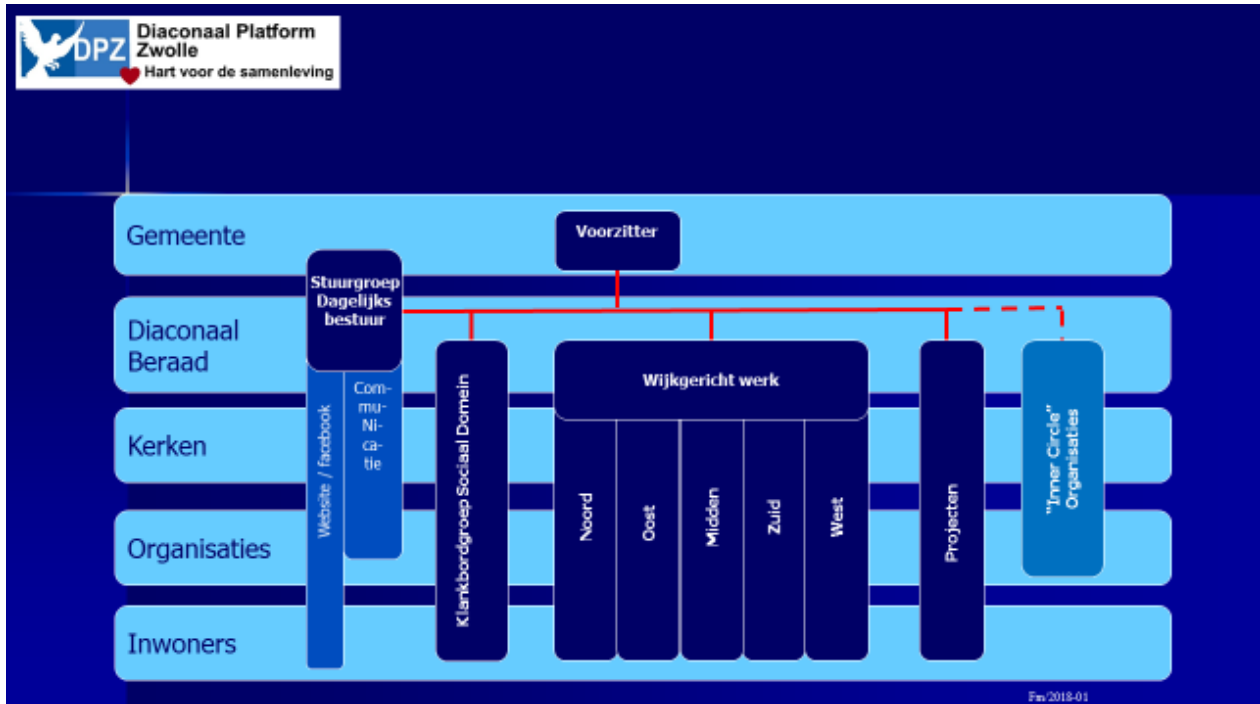 DPZ
Diaconaal Platform
Zwolle
Hart voor de samenleving
Gemeente
Voorzitter
Stuurgroep
Dagelijks
bestuur
Diaconaal
Beraad
Wijkgericht werk
Com-
mu-
Ni-
ca-
tie
Website / facebook
Klankbordgroep Sociaal Domein
Kerken
Noord
Oost
Midden
Zuid
West
Projecten
"Inner Circle"
Organisaties
Organisaties
Inwoners
Fm/2018-01